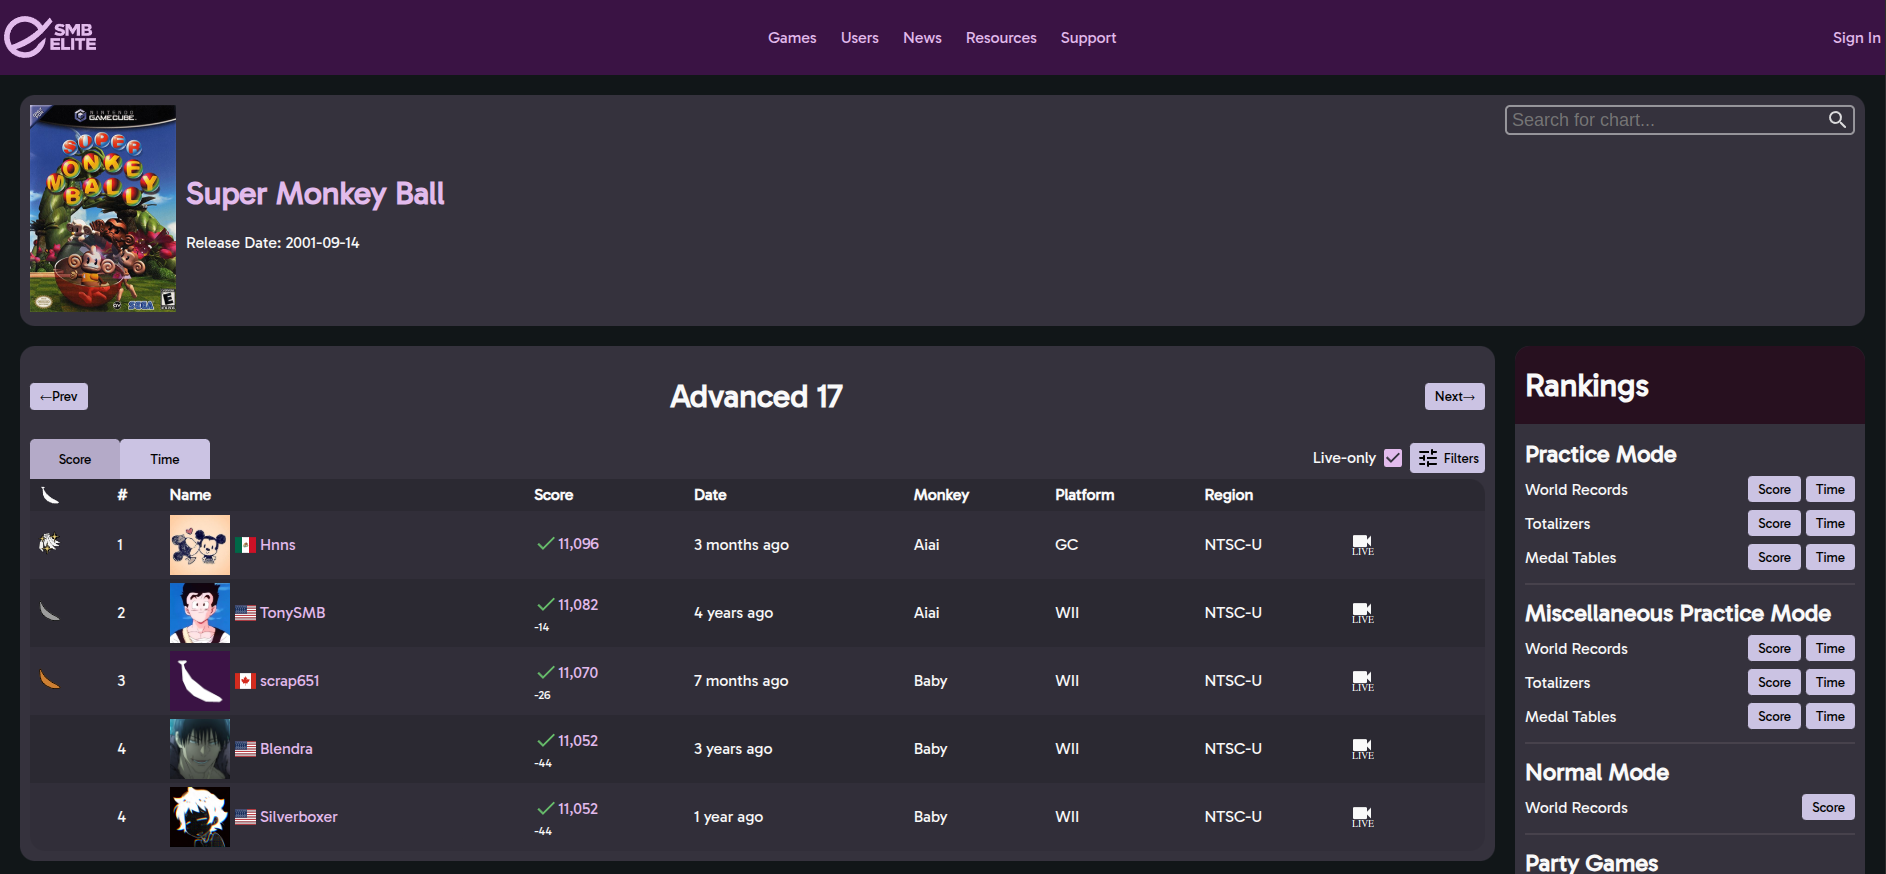 SMB
ELITE
Games Users News Resources Support Sign In
NINTENDO
GAMECUBE
SUPER
MONKEY
BALL
SEGA
E
Search for chart...
Super Monkey Ball
Release Date: 2001-09-14
←Prev Advanced 17 Next→
Score Time Live-only Filters
# Name Score Date Monkey Platform Region
1 Hnns 11,096 3 months ago Aiai GC NTSC-U LIVE
2 TonySMB 11,082 4 years ago Aiai WII NTSC-U LIVE
-14
3 scrap651 11,070 7 months ago Baby WII NTSC-U LIVE
-26
4 Blendra 11,052 3 years ago Baby WII NTSC-U LIVE
-44
4 Silverboxer 11,052 1 year ago Baby WII NTSC-U LIVE
-44
Rankings
Practice Mode
World Records Score Time
Totalizers Score Time
Medal Tables Score Time
Miscellaneous Practice Mode
World Records Score Time
Totalizers Score Time
Medal Tables Score Time
Normal Mode
World Records Score
Party Games